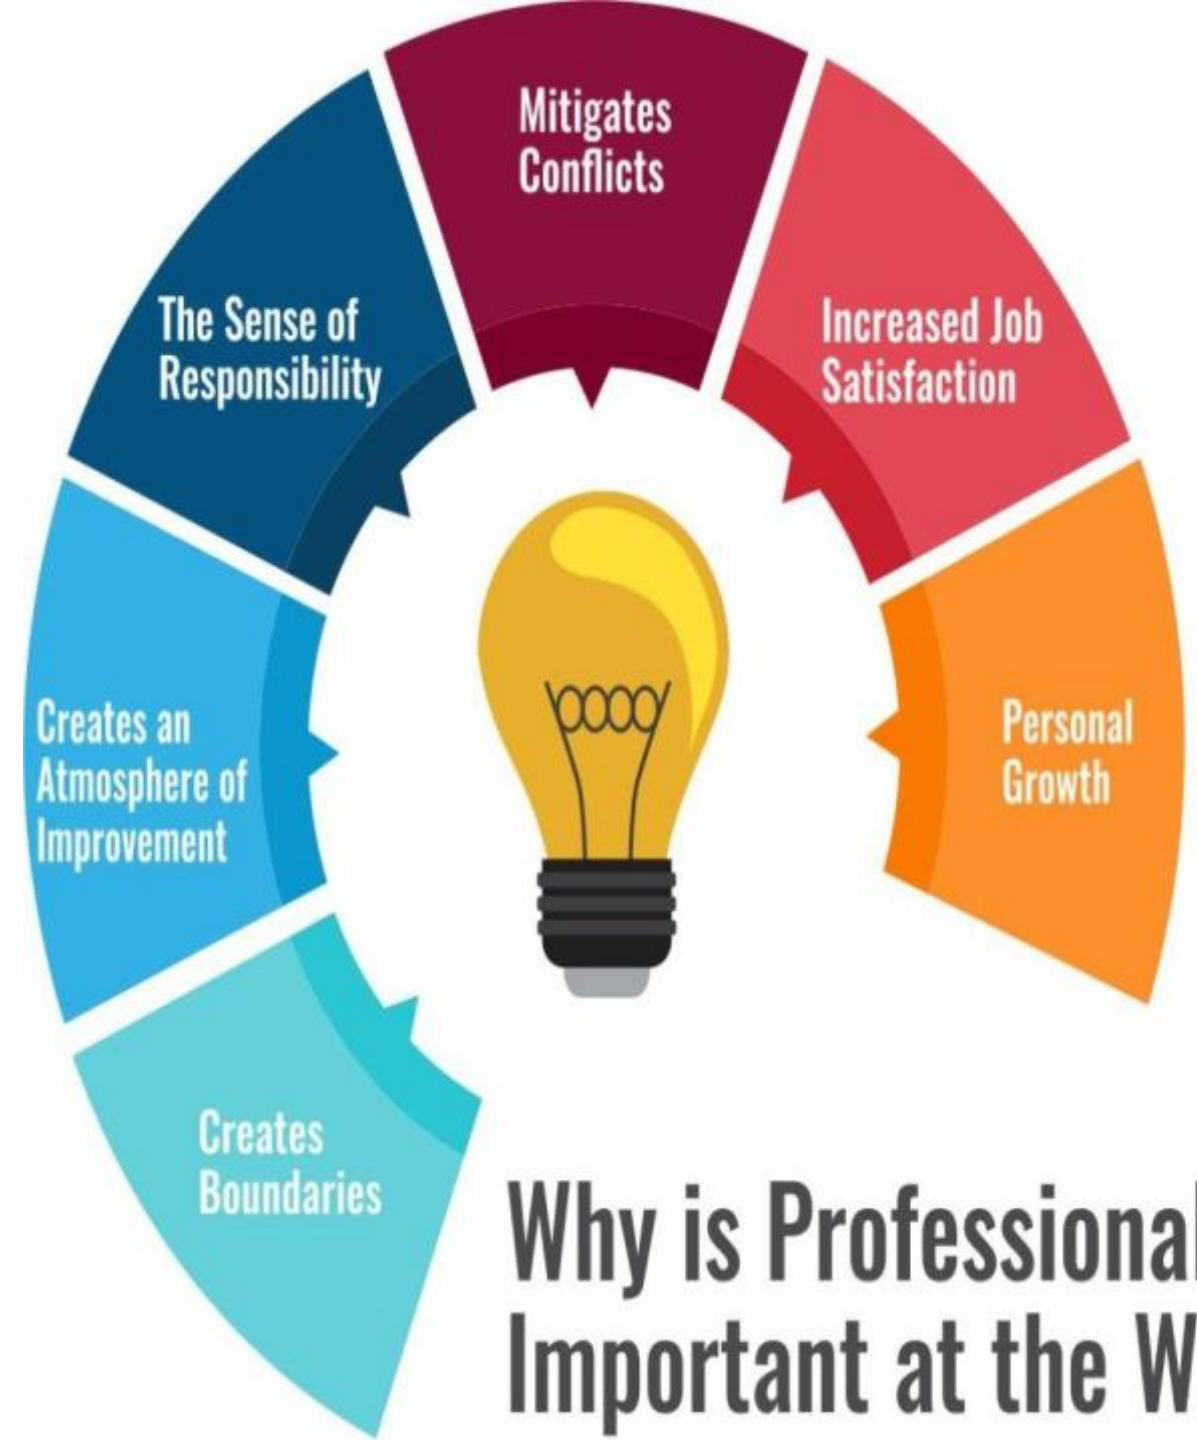 Mitigates
Conflicts
The Sense of
Responsibility
Increased Job
Satisfaction
Creates an
Atmosphere of
Improvement
Personal
Growth
Creates
Boundaries
Why is Professional
Important at the W